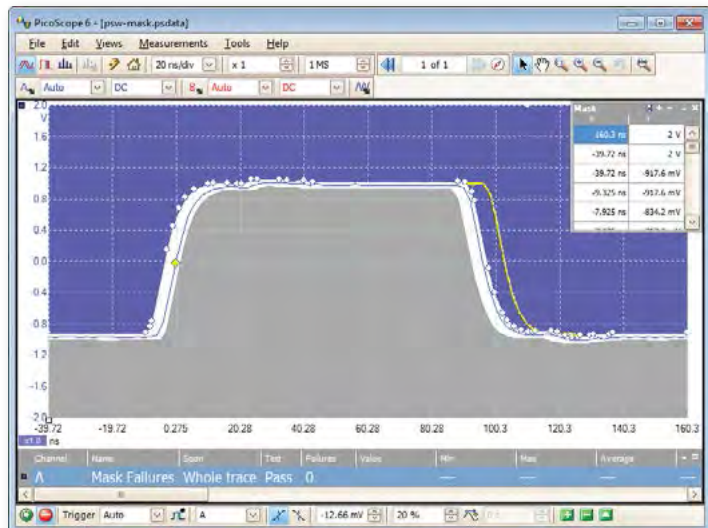 PicoScope 6 - [psw-mask.psdata]
File Edit Views Measurements Tools Help
20 ns/div x 1 1 MS 1 of 1
A Auto DC B Auto DC
2.0
V
1.6
1.2
0.8
0.4
0.0
-0.4
-0.8
-1.2
-1.6
-2.0
-39.72 -19.72 0.275 20.28 40.28 60.28 80.28 100.3 120.3 140.3 160.3
x1.0 ns
Mask
160.3 ns 2 V
-39.72 ns 2 V
-39.72 ns -917.6 mV
-9.325 ns -917.6 mV
-7.925 ns -834.2 mV
Channel Name Span Test Failures Value Min Max Average
A Mask Failures Whole trace Pass 0
Trigger Auto A -12.66 mV 20 %